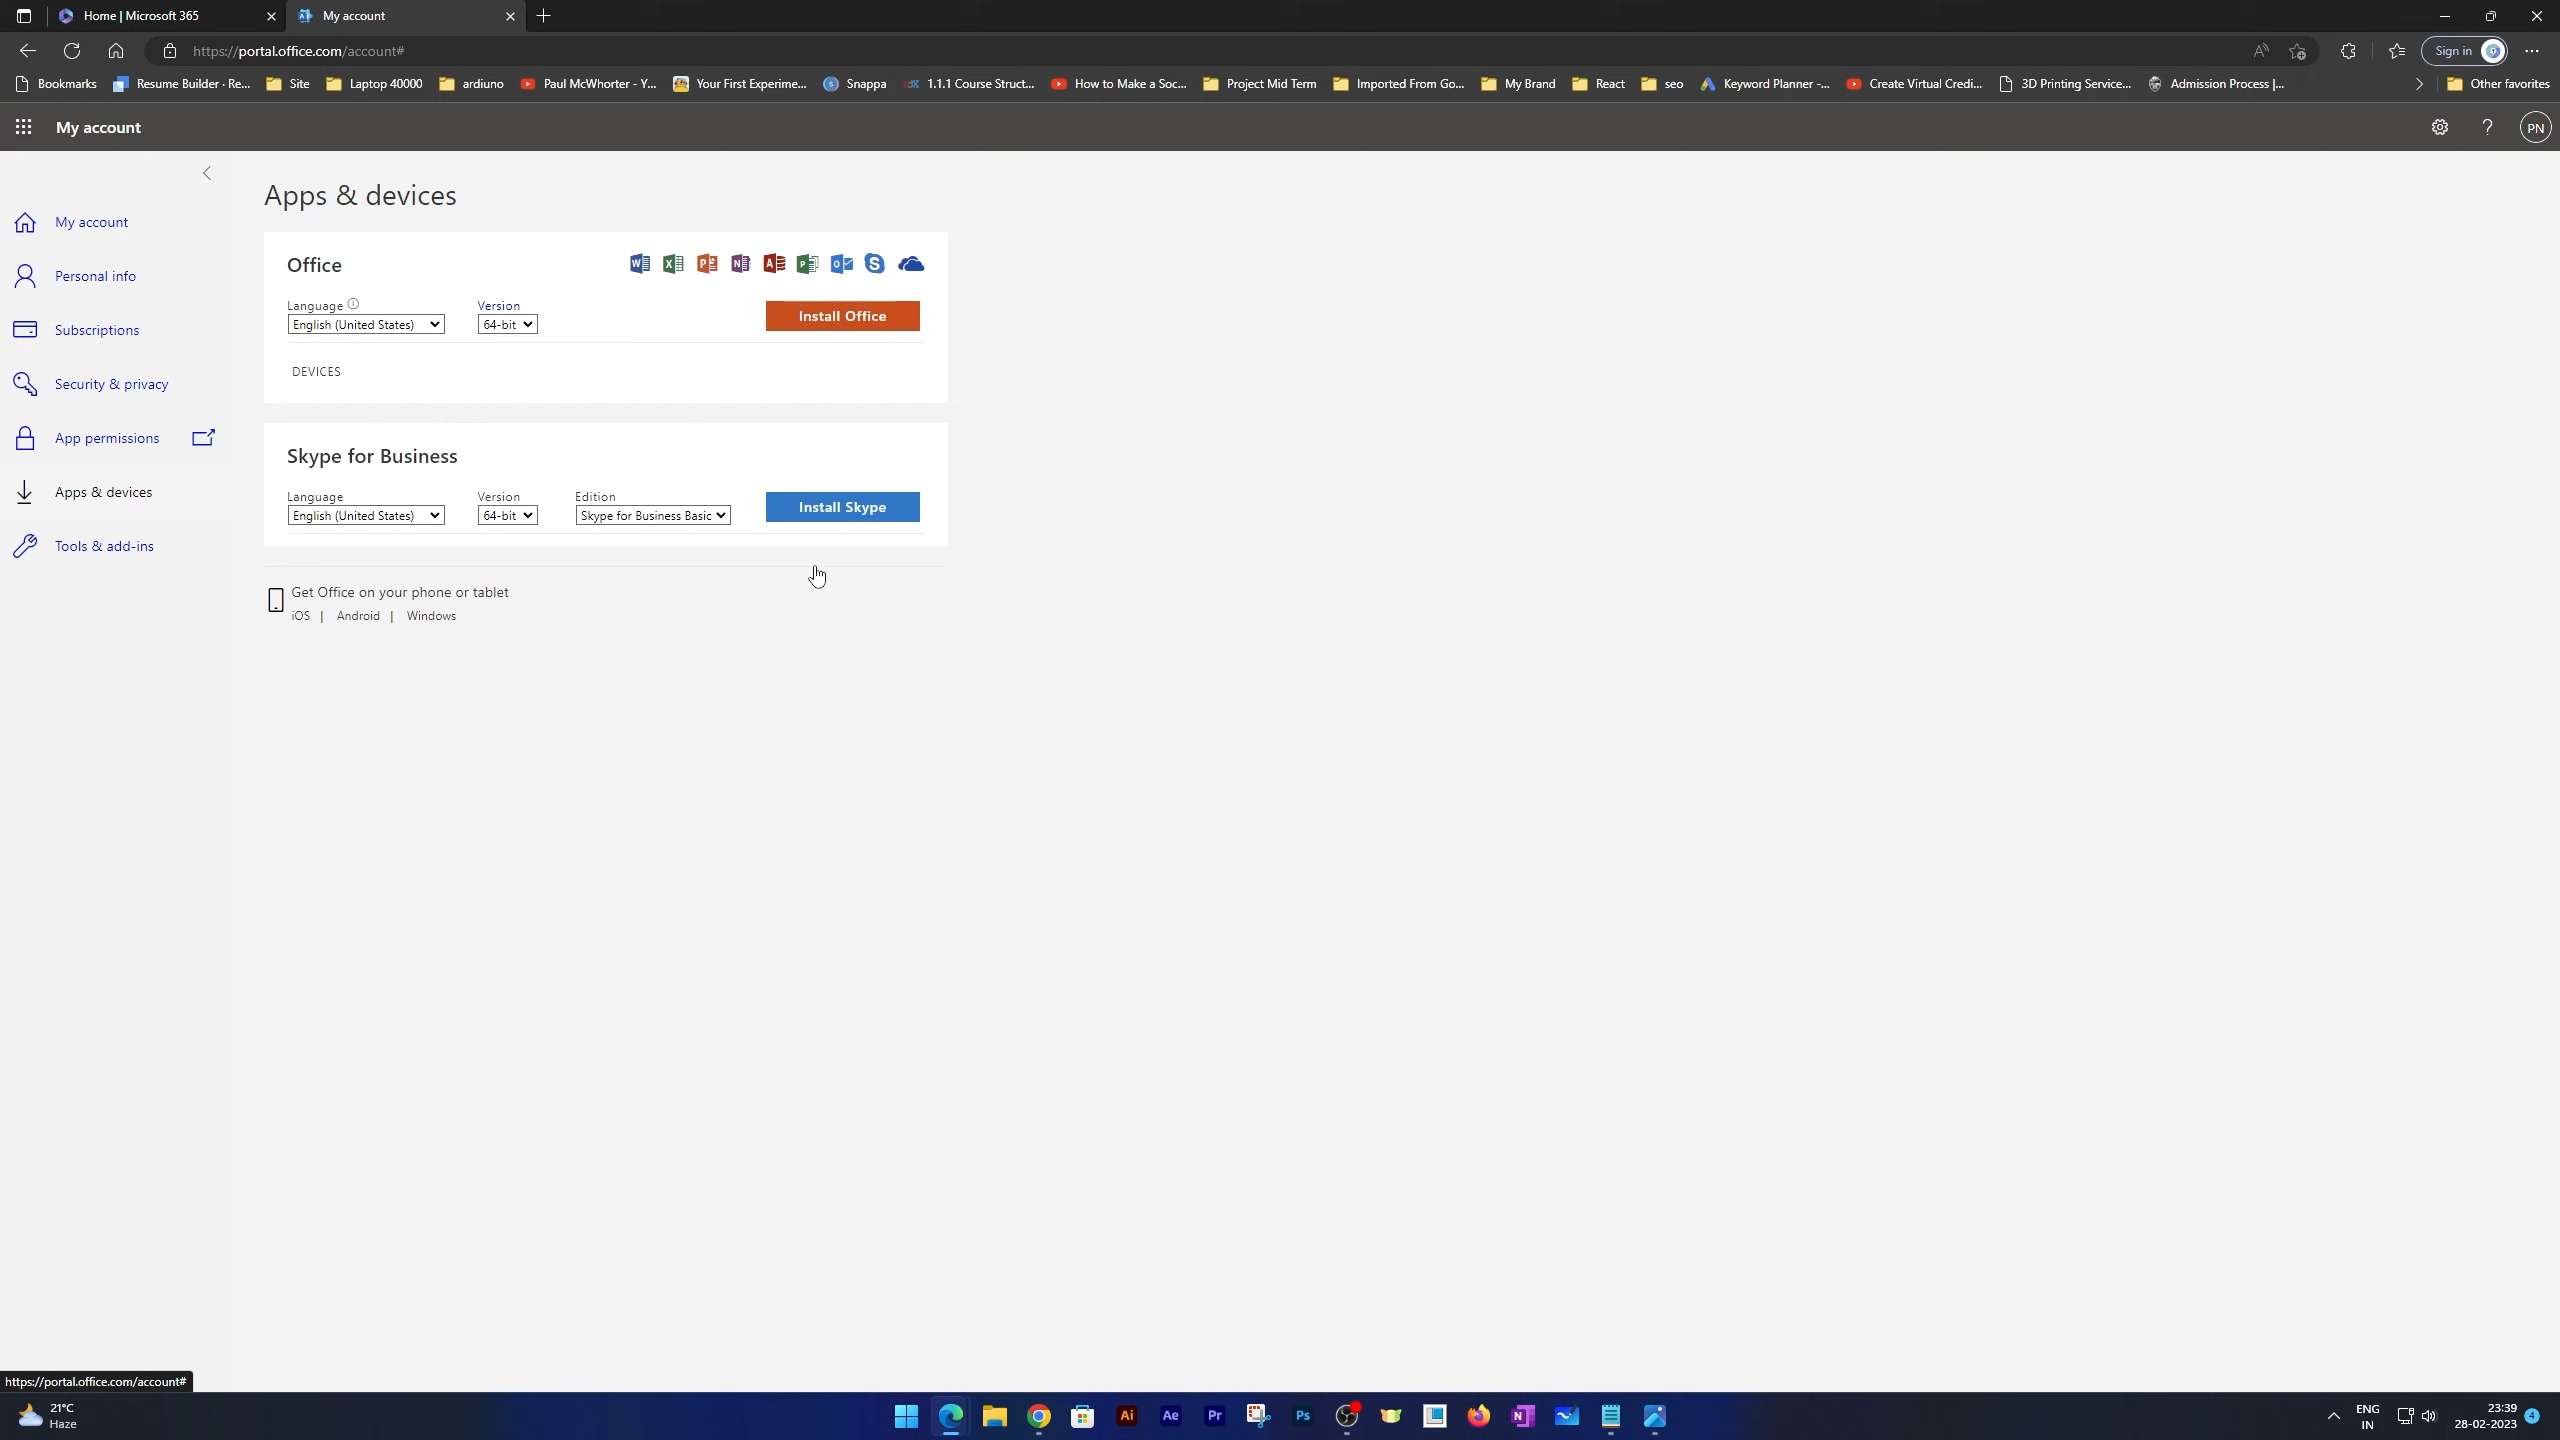 Home | Microsoft 365
My account
https://portal.office.com/account#
Sign in
Bookmarks
Resume Builder · Re...
Site
Laptop 40000
ardiuno
Paul McWhorter - Y...
Your First Experime...
Snappa
1.1.1 Course Struct...
How to Make a Soc...
Project Mid Term
Imported From Go...
My Brand
React
seo
Keyword Planner -...
Create Virtual Credi...
3D Printing Service...
Admission Process |...
Other favorites
My account
PN
My account
Personal info
Subscriptions
Security & privacy
App permissions
Apps & devices
Tools & add-ins
Apps & devices
Office
Language
Version
English (United States)
64-bit
Install Office
DEVICES
Skype for Business
Language
Version
Edition
English (United States)
64-bit
Skype for Business Basic
Install Skype
Get Office on your phone or tablet
iOS | Android | Windows
https://portal.office.com/account#
21°C
Haze
Ai
Ae
Pr
Ps
N
ENG
IN
23:39
28-02-2023
4